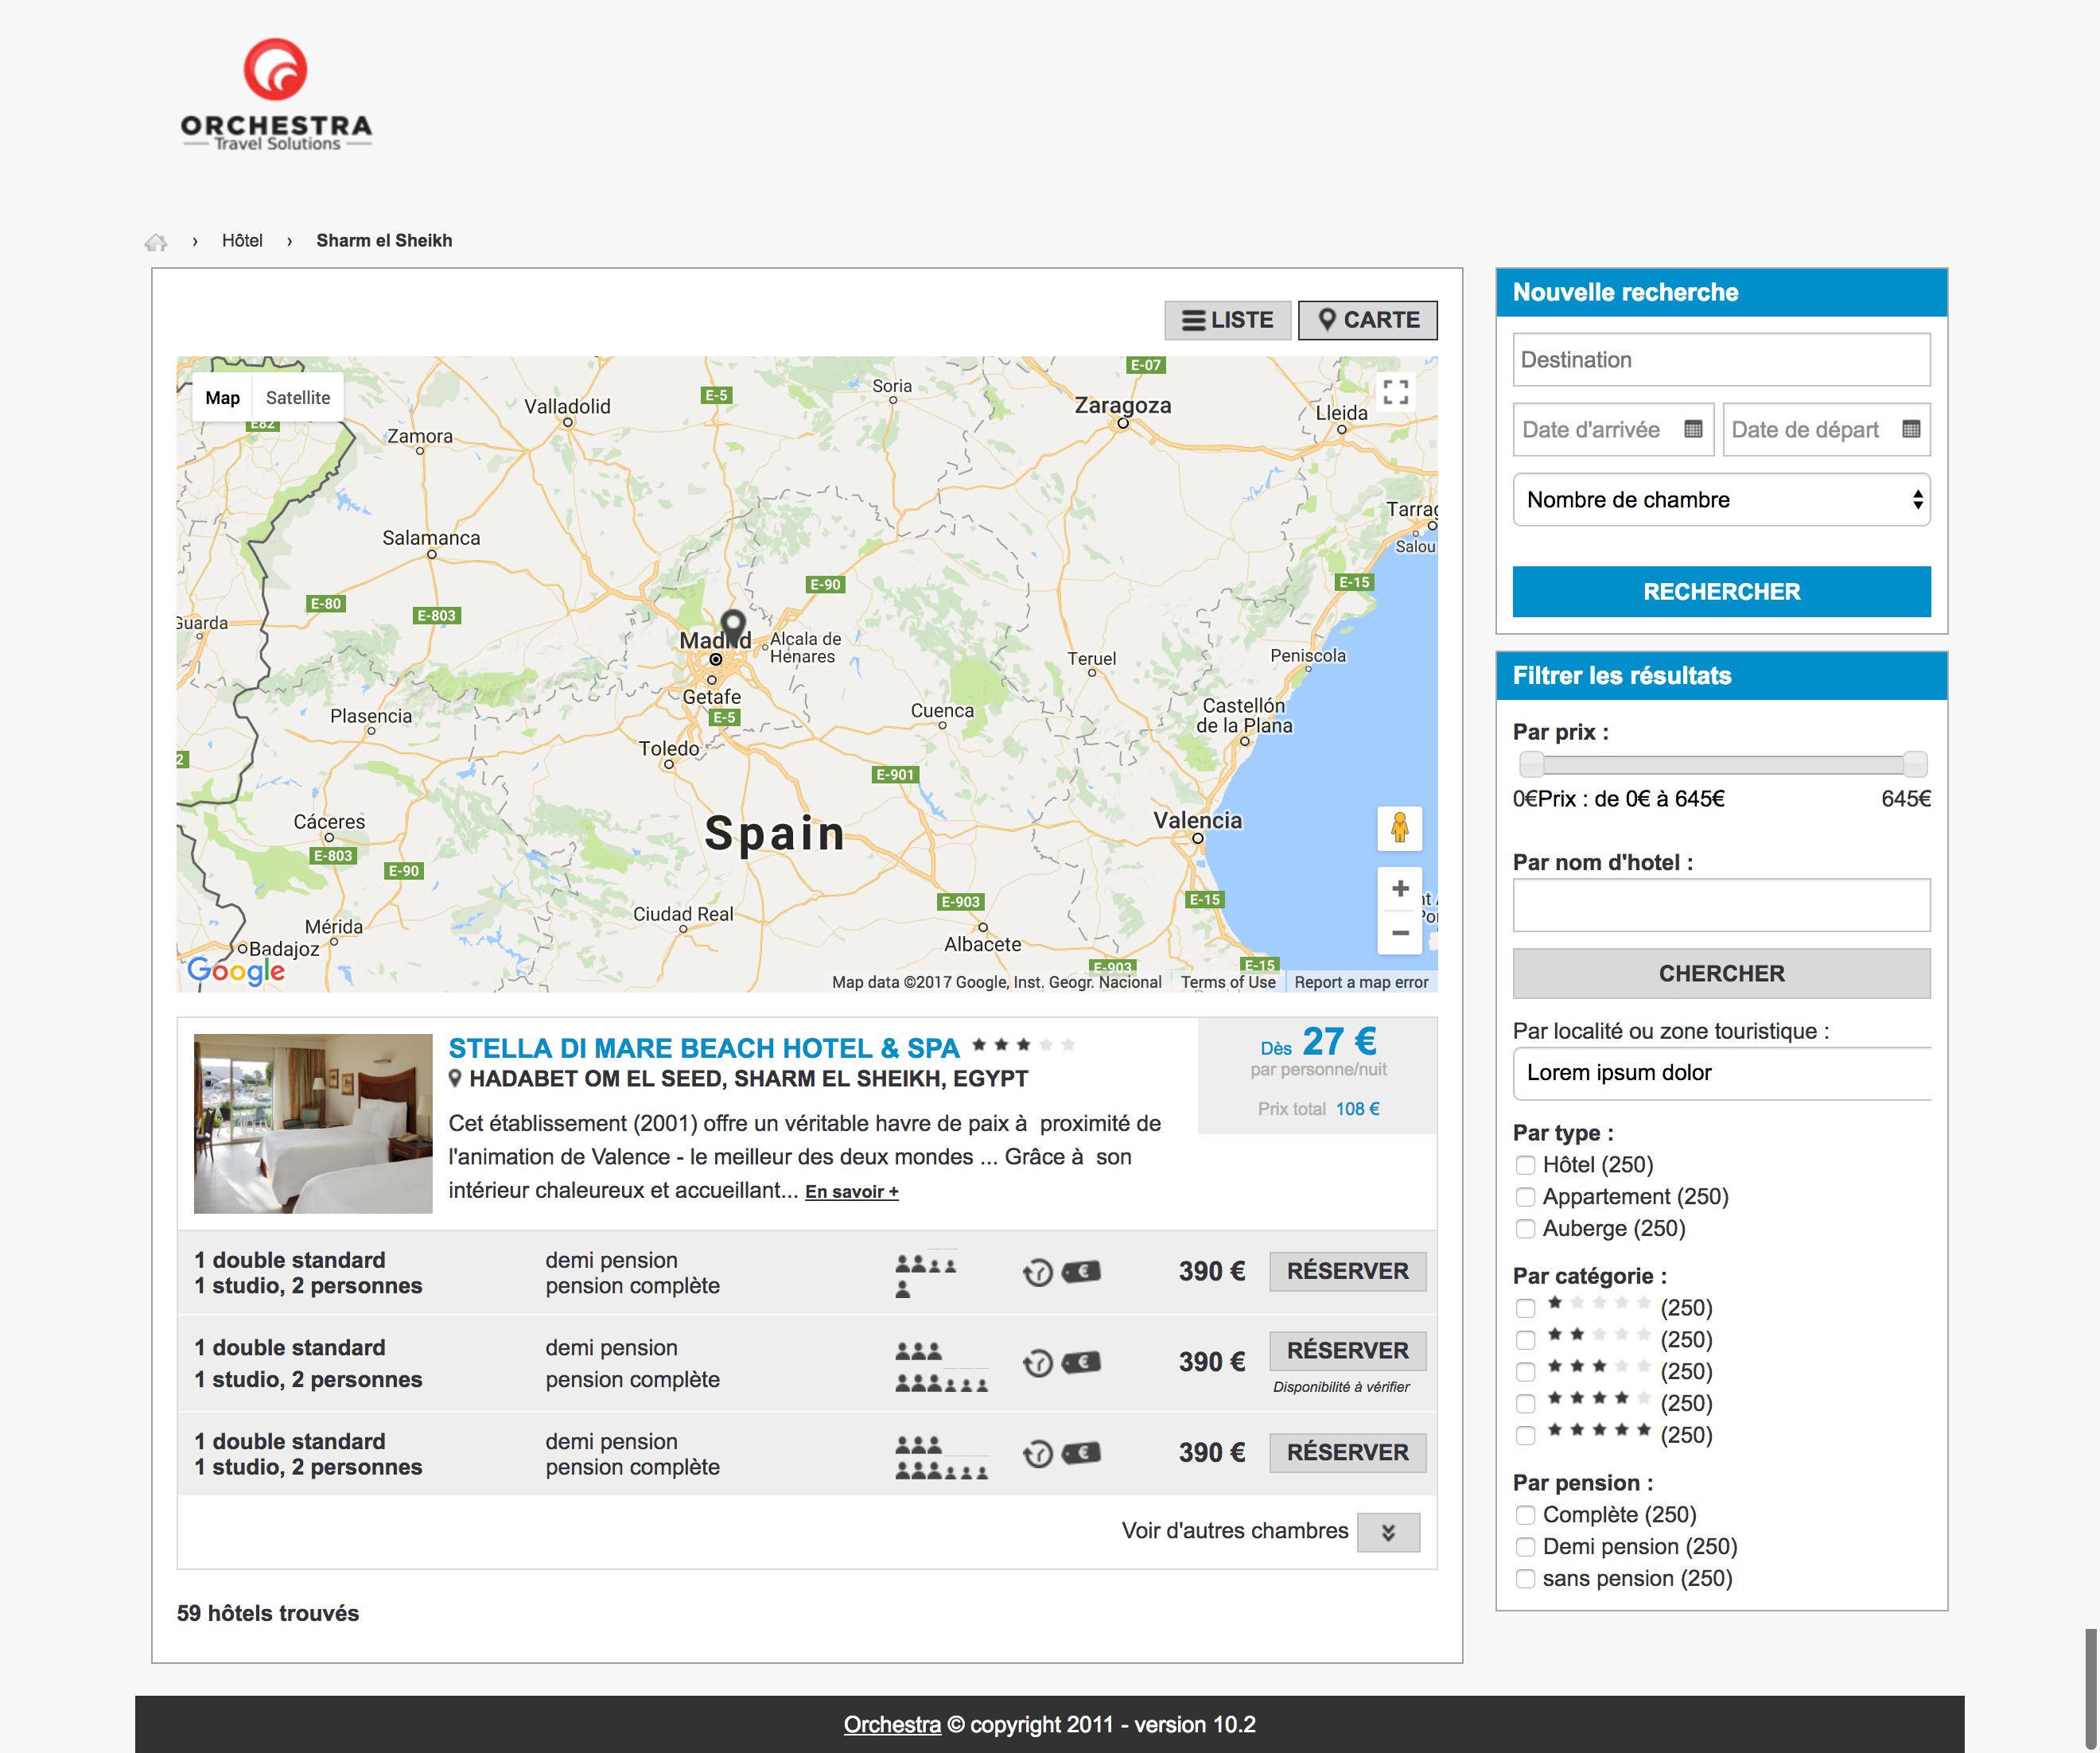 ORCHESTRA
Travel Solutions
› Hôtel › Sharm el Sheikh
LISTE CARTE
Map Satellite
E82
Zamora
Valladolid
E-5
Soria
E-07
Zaragoza
Lleida
Salamanca
E-80
E-803
Guarda
E-90
Madrid
Alcala de
Henares
Getafe
E-5
Teruel
Peniscola
E-15
Salou
Plasencia
Toledo
Cuenca
Castellón
de la Plana
E-901
Cáceres
E-803
E-90
Spain
Valencia
Mérida
Badajoz
Ciudad Real
E-903
Albacete
E-15
E-903
E-15
Google
Map data ©2017 Google, Inst. Geogr. Nacional Terms of Use Report a map error
STELLA DI MARE BEACH HOTEL & SPA
HADABET OM EL SEED, SHARM EL SHEIKH, EGYPT
Cet établissement (2001) offre un véritable havre de paix à proximité de
l'animation de Valence - le meilleur des deux mondes ... Grâce à son
intérieur chaleureux et accueillant... En savoir +
Dès 27 €
par personne/nuit
Prix total 108 €
1 double standard demi pension
1 studio, 2 personnes pension complète
390 € RÉSERVER
1 double standard demi pension
1 studio, 2 personnes pension complète
390 € RÉSERVER
Disponibilité à vérifier
1 double standard demi pension
1 studio, 2 personnes pension complète
390 € RÉSERVER
Voir d'autres chambres
59 hôtels trouvés
Nouvelle recherche
Destination
Date d'arrivée Date de départ
Nombre de chambre
RECHERCHER
Filtrer les résultats
Par prix :
0€Prix : de 0€ à 645€ 645€
Par nom d'hotel :
CHERCHER
Par localité ou zone touristique :
Lorem ipsum dolor
Par type :
Hôtel (250)
Appartement (250)
Auberge (250)
Par catégorie :
(250)
(250)
(250)
(250)
(250)
Par pension :
Complète (250)
Demi pension (250)
sans pension (250)
Orchestra © copyright 2011 - version 10.2